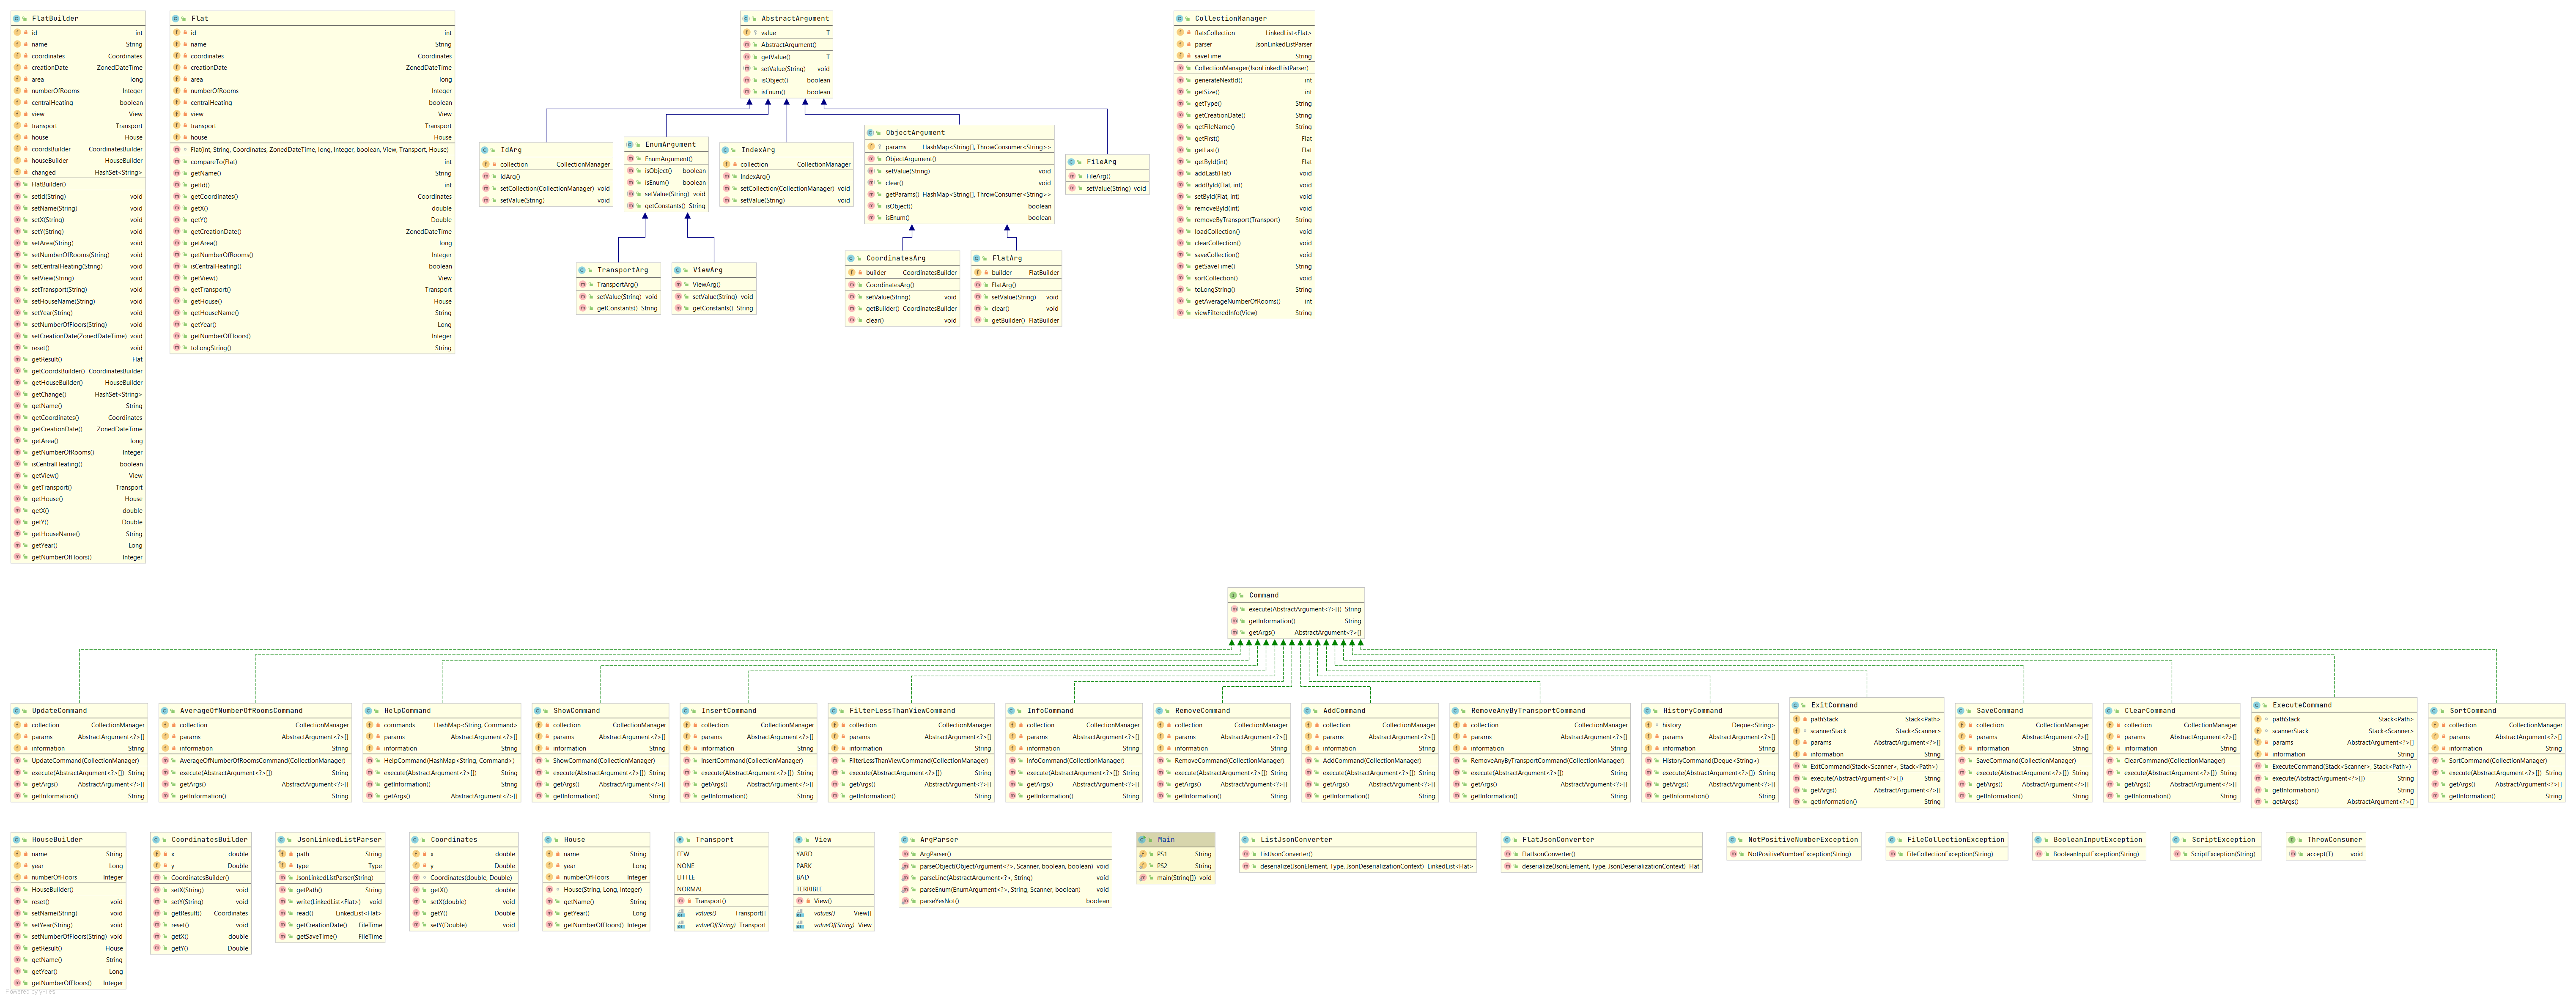 FlatBuilder
id int
name String
coordinates Coordinates
creationDate ZonedDateTime
area long
numberOfRooms Integer
centralHeating boolean
view View
transport Transport
house House
coordsBuilder CoordinatesBuilder
houseBuilder HouseBuilder
changed HashSet<String>
FlatBuilder()
setId(String) void
setName(String) void
setX(String) void
setY(String) void
setArea(String) void
setNumberOfRooms(String) void
setCentralHeating(String) void
setView(String) void
setTransport(String) void
setHouseName(String) void
setYear(String) void
setNumberOfFloors(String) void
setCreationDate(ZonedDateTime) void
reset() void
getResult() Flat
getCoordsBuilder() CoordinatesBuilder
getHouseBuilder() HouseBuilder
getChange() HashSet<String>
getName() String
getCoordinates() Coordinates
getCreationDate() ZonedDateTime
getArea() long
getNumberOfRooms() Integer
isCentralHeating() boolean
getView() View
getTransport() Transport
getHouse() House
getX() double
getY() Double
getHouseName() String
getYear() Long
getNumberOfFloors() Integer
Flat
id int
name String
coordinates Coordinates
creationDate ZonedDateTime
area long
numberOfRooms Integer
centralHeating boolean
view View
transport Transport
house House
Flat(int, String, Coordinates, ZonedDateTime, long, Integer, boolean, View, Transport, House)
compareTo(Flat) int
getName() String
getId() int
getCoordinates() Coordinates
getX() double
getY() Double
getCreationDate() ZonedDateTime
getArea() long
getNumberOfRooms() Integer
isCentralHeating() boolean
getView() View
getTransport() Transport
getHouse() House
getHouseName() String
getYear() Long
getNumberOfFloors() Integer
toLongString() String
AbstractArgument
value T
AbstractArgument()
getValue() T
setValue(String) void
isObject() boolean
isEnum() boolean
IdArg
collection CollectionManager
IdArg()
setCollection(CollectionManager) void
setValue(String) void
EnumArgument
EnumArgument()
isObject() boolean
isEnum() boolean
setValue(String) void
getConstants() String
IndexArg
collection CollectionManager
IndexArg()
setCollection(CollectionManager) void
setValue(String) void
ObjectArgument
params HashMap<String[], ThrowConsumer<String>>
ObjectArgument()
setValue(String) void
clear() void
getParams() HashMap<String[], ThrowConsumer<String>>
isObject() boolean
isEnum() boolean
FileArg
FileArg()
setValue(String) void
TransportArg
TransportArg()
setValue(String) void
getConstants() String
ViewArg
ViewArg()
setValue(String) void
getConstants() String
CoordinatesArg
builder CoordinatesBuilder
CoordinatesArg()
setValue(String) void
getBuilder() CoordinatesBuilder
clear() void
FlatArg
builder FlatBuilder
FlatArg()
setValue(String) void
clear() void
getBuilder() FlatBuilder
CollectionManager
flatsCollection LinkedList<Flat>
parser JsonLinkedListParser
saveTime String
CollectionManager(JsonLinkedListParser)
generateNextId() int
getSize() int
getType() String
getCreationDate() String
getFileName() String
getFirst() Flat
getLast() Flat
getById(int) Flat
addLast(Flat) void
addById(Flat, int) void
setById(Flat, int) void
removeById(int) void
removeByTransport(Transport) String
loadCollection() void
clearCollection() void
saveCollection() void
getSaveTime() String
sortCollection() void
toLongString() String
getAverageNumberOfRooms() int
viewFilteredInfo(View) String
Command
execute(AbstractArgument<?>[]) String
getInformation() String
getArgs() AbstractArgument<?>[]
UpdateCommand
collection CollectionManager
params AbstractArgument<?>[]
information String
UpdateCommand(CollectionManager)
execute(AbstractArgument<?>[]) String
getArgs() AbstractArgument<?>[]
getInformation() String
AverageOfNumberOfRoomsCommand
collection CollectionManager
params AbstractArgument<?>[]
information String
AverageOfNumberOfRoomsCommand(CollectionManager)
execute(AbstractArgument<?>[]) String
getArgs() AbstractArgument<?>[]
getInformation() String
HelpCommand
commands HashMap<String, Command>
params AbstractArgument<?>[]
information String
HelpCommand(HashMap<String, Command>)
execute(AbstractArgument<?>[]) String
getInformation() String
getArgs() AbstractArgument<?>[]
ShowCommand
collection CollectionManager
params AbstractArgument<?>[]
information String
ShowCommand(CollectionManager)
execute(AbstractArgument<?>[]) String
getArgs() AbstractArgument<?>[]
getInformation() String
InsertCommand
collection CollectionManager
params AbstractArgument<?>[]
information String
InsertCommand(CollectionManager)
execute(AbstractArgument<?>[]) String
getArgs() AbstractArgument<?>[]
getInformation() String
FilterLessThanViewCommand
collection CollectionManager
params AbstractArgument<?>[]
information String
FilterLessThanViewCommand(CollectionManager)
execute(AbstractArgument<?>[]) String
getArgs() AbstractArgument<?>[]
getInformation() String
InfoCommand
collection CollectionManager
params AbstractArgument<?>[]
information String
InfoCommand(CollectionManager)
execute(AbstractArgument<?>[]) String
getArgs() AbstractArgument<?>[]
getInformation() String
RemoveCommand
collection CollectionManager
params AbstractArgument<?>[]
information String
RemoveCommand(CollectionManager)
execute(AbstractArgument<?>[]) String
getArgs() AbstractArgument<?>[]
getInformation() String
AddCommand
collection CollectionManager
params AbstractArgument<?>[]
information String
AddCommand(CollectionManager)
execute(AbstractArgument<?>[]) String
getArgs() AbstractArgument<?>[]
getInformation() String
RemoveAnyByTransportCommand
collection CollectionManager
params AbstractArgument<?>[]
information String
RemoveAnyByTransportCommand(CollectionManager)
execute(AbstractArgument<?>[]) String
getArgs() AbstractArgument<?>[]
getInformation() String
HistoryCommand
history Deque<String>
params AbstractArgument<?>[]
information String
HistoryCommand(Deque<String>)
execute(AbstractArgument<?>[]) String
getArgs() AbstractArgument<?>[]
getInformation() String
ExitCommand
pathStack Stack<Path>
scannerStack Stack<Scanner>
params AbstractArgument<?>[]
information String
ExitCommand(Stack<Scanner>, Stack<Path>)
execute(AbstractArgument<?>[]) String
getArgs() AbstractArgument<?>[]
getInformation() String
SaveCommand
collection CollectionManager
params AbstractArgument<?>[]
information String
SaveCommand(CollectionManager)
execute(AbstractArgument<?>[]) String
getArgs() AbstractArgument<?>[]
getInformation() String
ClearCommand
collection CollectionManager
params AbstractArgument<?>[]
information String
ClearCommand(CollectionManager)
execute(AbstractArgument<?>[]) String
getArgs() AbstractArgument<?>[]
getInformation() String
ExecuteCommand
pathStack Stack<Path>
scannerStack Stack<Scanner>
params AbstractArgument<?>[]
information String
ExecuteCommand(Stack<Scanner>, Stack<Path>)
execute(AbstractArgument<?>[]) String
getInformation() String
getArgs() AbstractArgument<?>[]
SortCommand
collection CollectionManager
params AbstractArgument<?>[]
information String
SortCommand(CollectionManager)
execute(AbstractArgument<?>[]) String
getArgs() AbstractArgument<?>[]
getInformation() String
HouseBuilder
name String
year Long
numberOfFloors Integer
HouseBuilder()
reset() void
setName(String) void
setYear(String) void
setNumberOfFloors(String) void
getResult() House
getName() String
getYear() Long
getNumberOfFloors() Integer
CoordinatesBuilder
x double
y Double
CoordinatesBuilder()
setX(String) void
setY(String) void
getResult() Coordinates
reset() void
getX() double
getY() Double
JsonLinkedListParser
path String
type Type
JsonLinkedListParser(String)
getPath() String
write(LinkedList<Flat>) void
read() LinkedList<Flat>
getCreationDate() FileTime
getSaveTime() FileTime
Coordinates
x double
y Double
Coordinates(double, Double)
getX() double
setX(double) void
getY() Double
setY(Double) void
House
name String
year Long
numberOfFloors Integer
House(String, Long, Integer)
getName() String
getYear() Long
getNumberOfFloors() Integer
Transport
FEW
NONE
LITTLE
NORMAL
Transport()
values() Transport[]
valueOf(String) Transport
View
YARD
PARK
BAD
TERRIBLE
View()
values() View[]
valueOf(String) View
ArgParser
ArgParser()
parseObject(ObjectArgument<?>, Scanner, boolean, boolean) void
parseLine(AbstractArgument<?>, String) void
parseEnum(EnumArgument<?>, String, Scanner, boolean) void
parseYesNot() boolean
Main
PS1 String
PS2 String
main(String[]) void
ListJsonConverter
ListJsonConverter()
deserialize(JsonElement, Type, JsonDeserializationContext) LinkedList<Flat>
FlatJsonConverter
FlatJsonConverter()
deserialize(JsonElement, Type, JsonDeserializationContext) Flat
NotPositiveNumberException
NotPositiveNumberException(String)
FileCollectionException
FileCollectionException(String)
BooleanInputException
BooleanInputException(String)
ScriptException
ScriptException(String)
ThrowConsumer
accept(T) void
Powered by yFiles